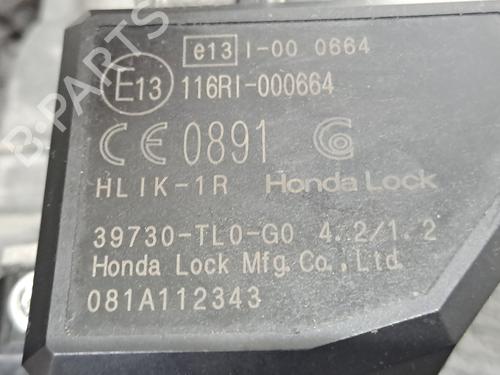 e13 I-00 0664
E13 116RI-000664
CE 0891
HLIK-1R Honda Lock
39730-TL0-G0 4..2/1.2
Honda Lock Mfg.Co.,Ltd.
081A112343
B-PARTS